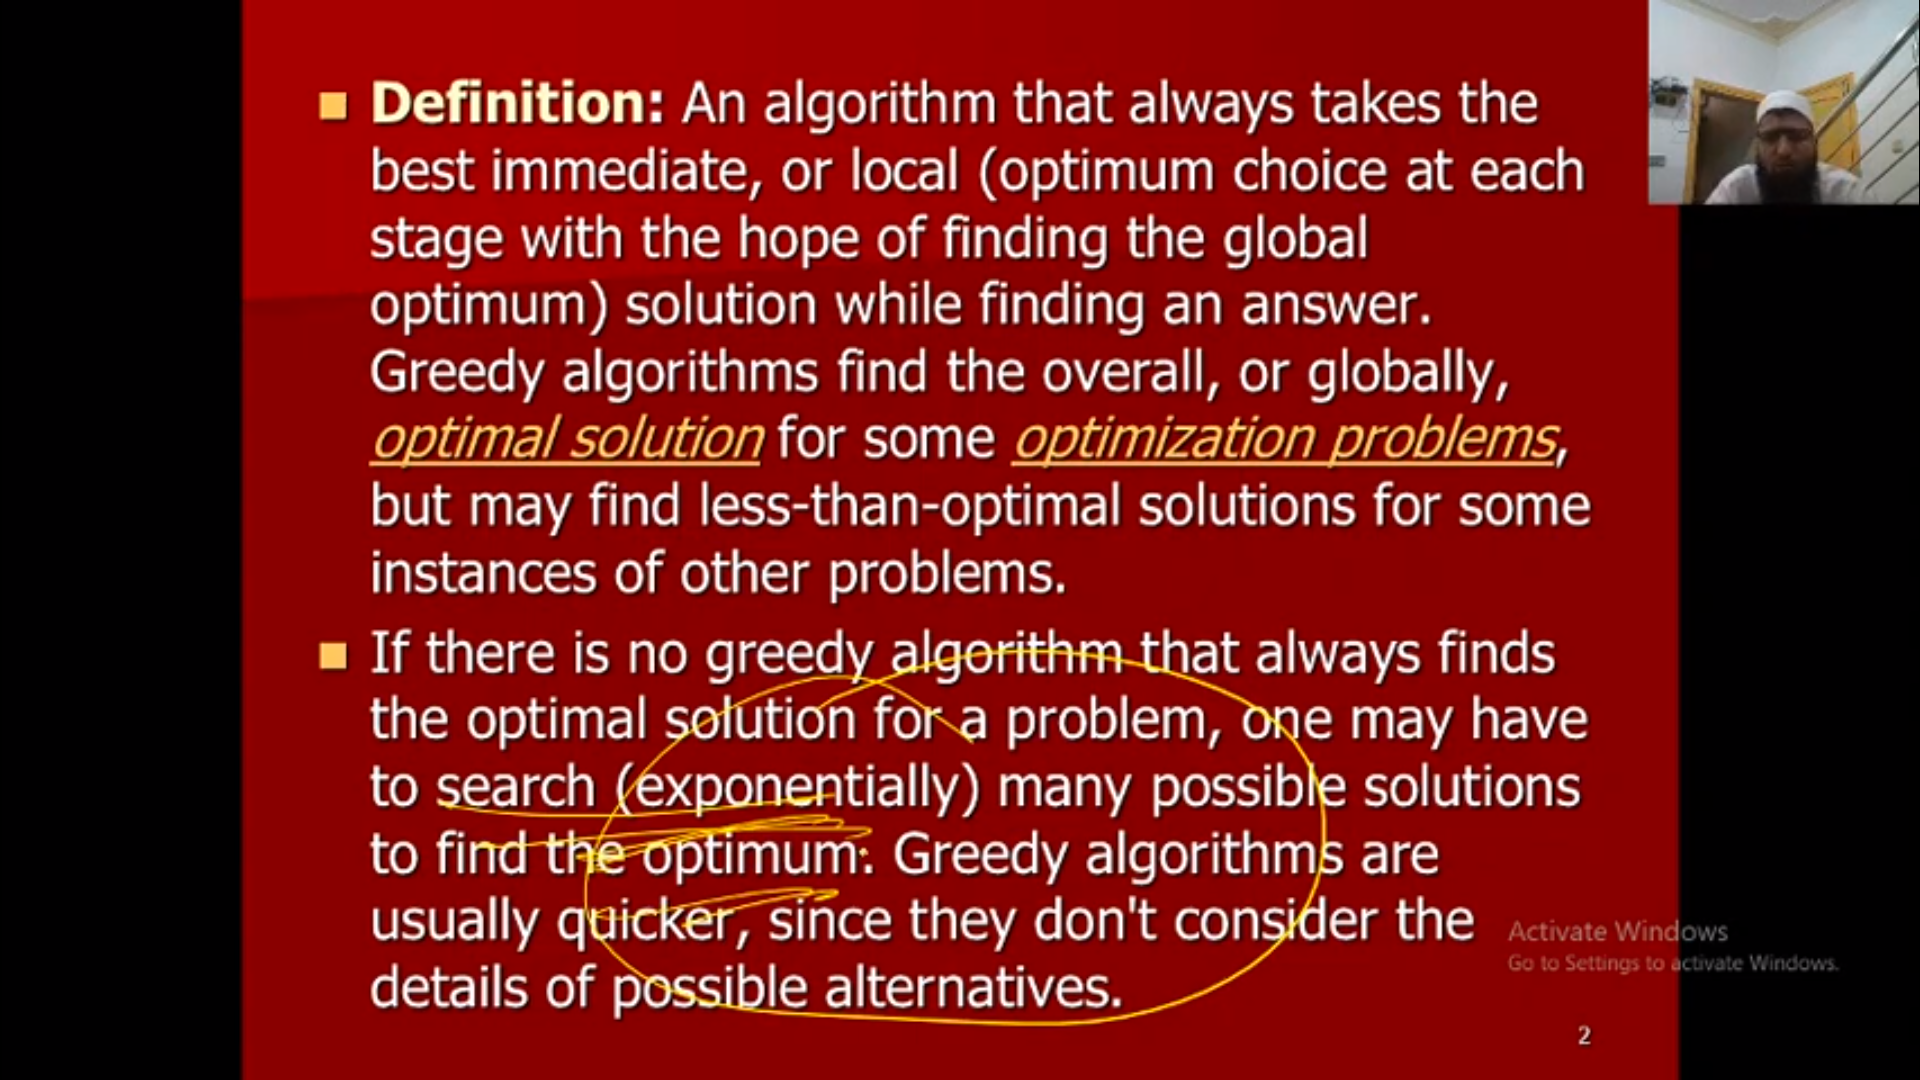 Definition: An algorithm that always takes the
best immediate, or local (optimum choice at each
stage with the hope of finding the global
optimum) solution while finding an answer.
Greedy algorithms find the overall, or globally,
optimal solution for some optimization problems,
but may find less-than-optimal solutions for some
instances of other problems.
If there is no greedy algorithm that always finds
the optimal solution for a problem, one may have
to search (exponentially) many possible solutions
to find the optimum. Greedy algorithms are
usually quicker, since they don't consider the
details of possible alternatives.
Activate Windows
Go to Settings to activate Windows.
2